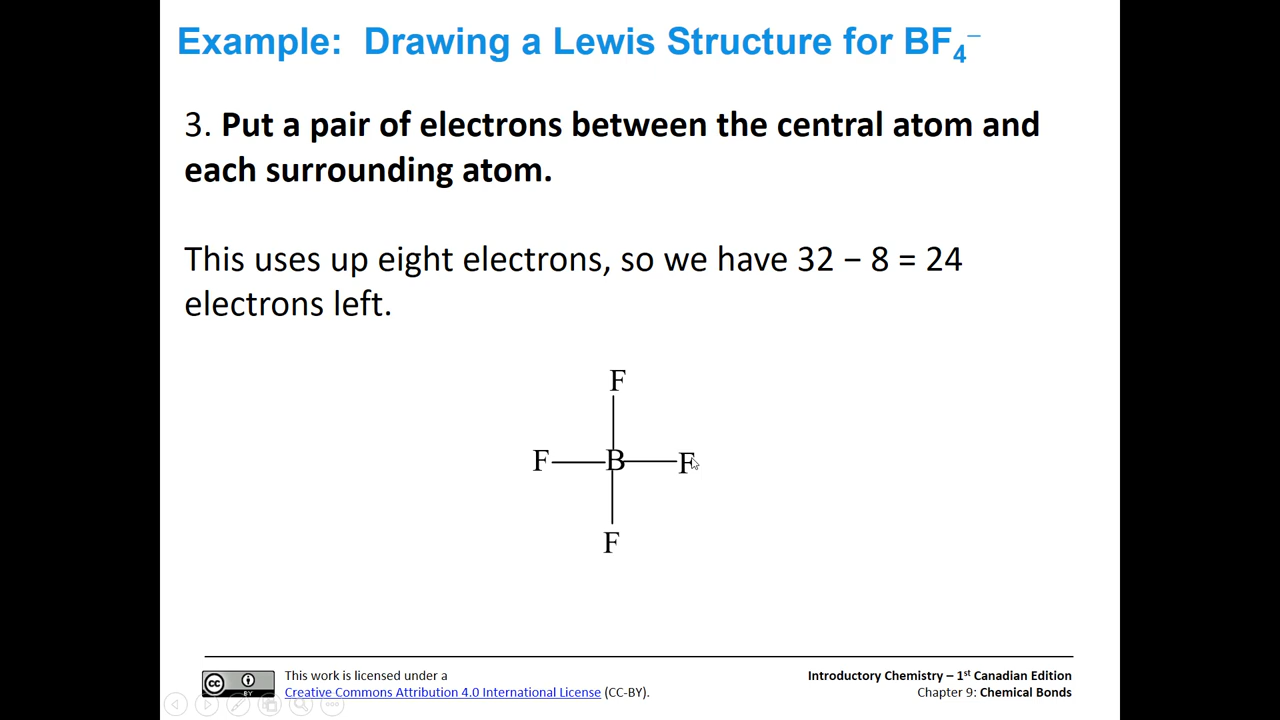 Example: Drawing a Lewis Structure for BF₄⁻
3. Put a pair of electrons between the central atom and
each surrounding atom.
This uses up eight electrons, so we have 32 − 8 = 24
electrons left.
F
F B F
F
cc BY
This work is licensed under a
Creative Commons Attribution 4.0 International License (CC-BY).
Introductory Chemistry – 1st Canadian Edition
Chapter 9: Chemical Bonds